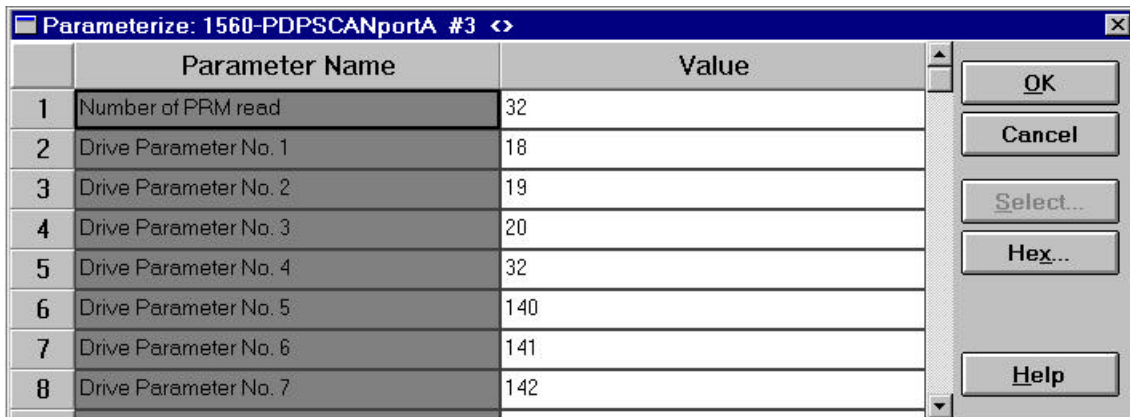 Parameterize: 1560-PDPSCANportA #3 <>
Parameter Name Value
1 Number of PRM read 32
2 Drive Parameter No. 1 18
3 Drive Parameter No. 2 19
4 Drive Parameter No. 3 20
5 Drive Parameter No. 4 32
6 Drive Parameter No. 5 140
7 Drive Parameter No. 6 141
8 Drive Parameter No. 7 142
OK
Cancel
Select...
Hex...
Help